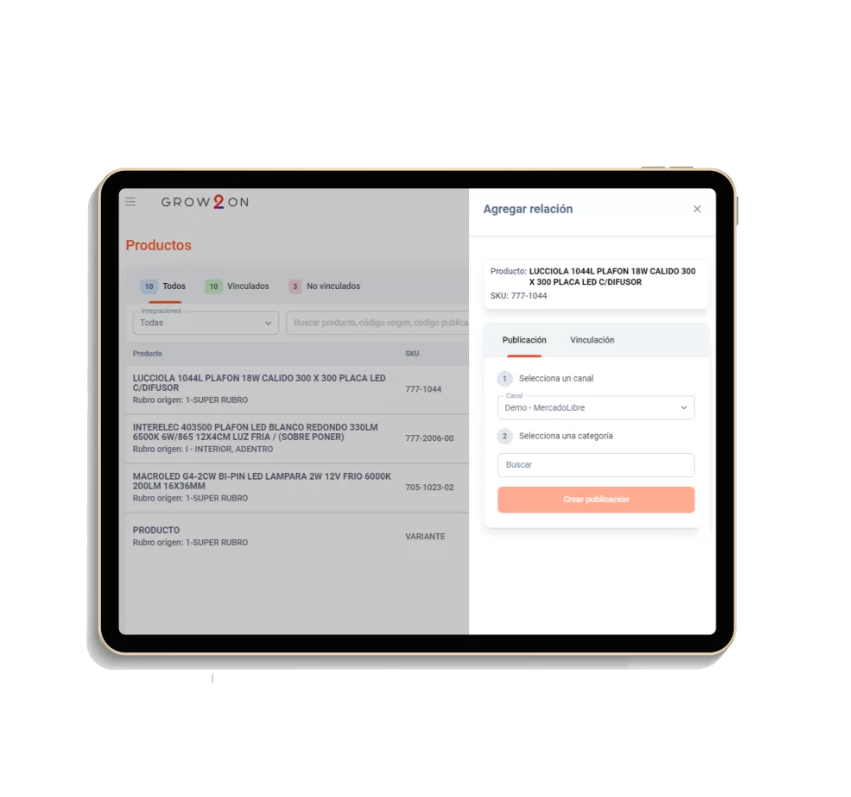 GROW2ON
Productos
10 Todos
10 Vinculados
3 No vinculados
Integraciones
Todas
Buscar producto, código origen, código publica
Producto
SKU
LUCCIOLA 1044L PLAFON 18W CALIDO 300 X 300 PLACA LED
C/DIFUSOR
Rubro origen: 1-SUPER RUBRO
777-1044
INTERELEC 403500 PLAFON LED BLANCO REDONDO 330LM
6500K 6W/865 12X4CM LUZ FRIA / (SOBRE PONER)
Rubro origen: I - INTERIOR, ADENTRO
777-2006-00
MACROLED G4-2CW BI-PIN LED LAMPARA 2W 12V FRIO 6000K
200LM 16X36MM
Rubro origen: 1-SUPER RUBRO
705-1023-02
PRODUCTO
Rubro origen: 1-SUPER RUBRO
VARIANTE
Agregar relación
Producto: LUCCIOLA 1044L PLAFON 18W CALIDO 300
X 300 PLACA LED C/DIFUSOR
SKU: 777-1044
Publicación
Vinculación
1 Selecciona un canal
Canal
Demo - MercadoLibre
2 Selecciona una categoría
Buscar
Crear publicación